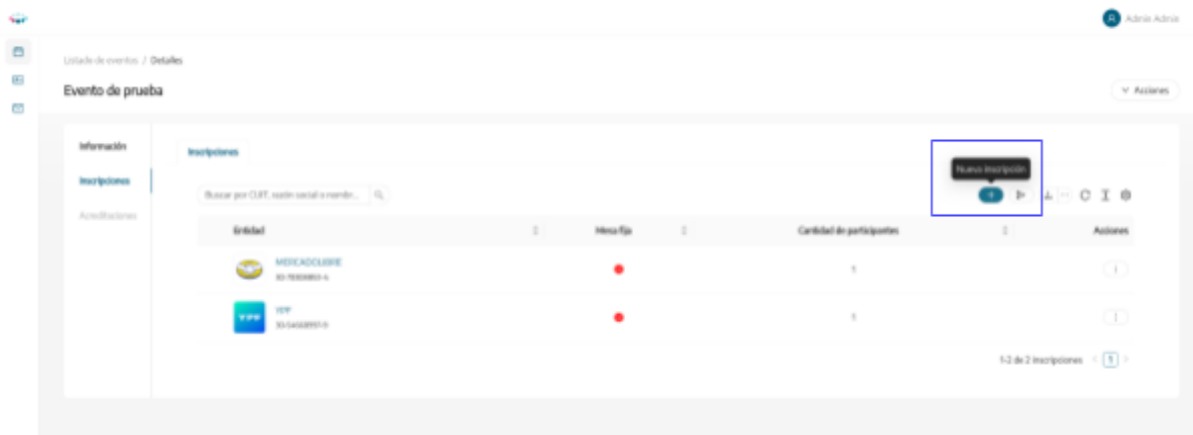 Admin Admin
Listado de eventos / Detalles
Evento de prueba
Acciones
Información
Inscripciones
Acreditaciones
Inscripciones
Nueva Inscripción
Buscar por CUIT, razón social o nombr...
Entidad Mesa fija Cantidad de participantes Acciones
MERCADOLIBRE
1
YPF
YPF
1
1-2 de 2 inscripciones < 1 >